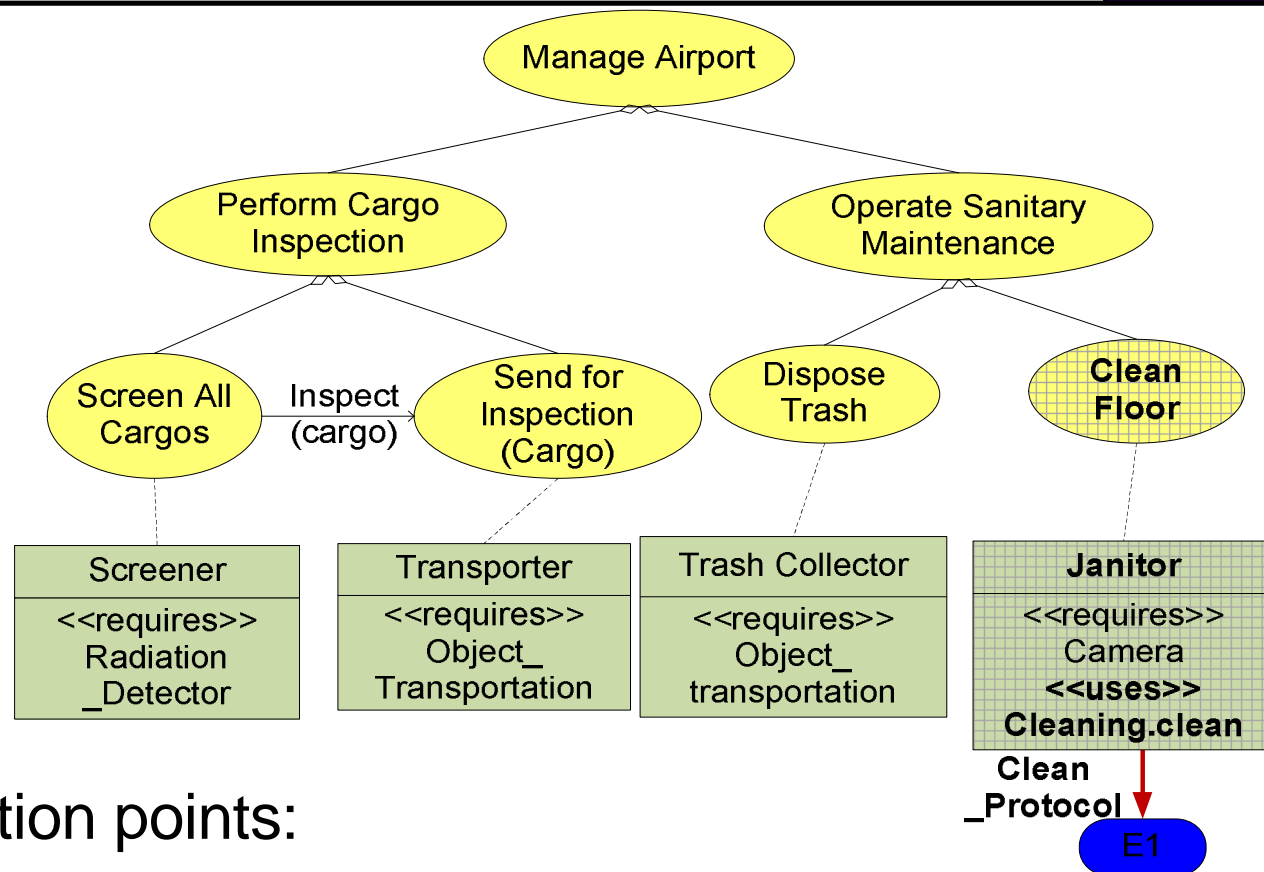 Manage Airport
Perform Cargo
Inspection
Operate Sanitary
Maintenance
Screen All
Cargos
Inspect
(cargo)
Send for
Inspection
(Cargo)
Dispose
Trash
Clean
Floor
Screener
<<requires>>
Radiation
_Detector
Transporter
<<requires>>
Object_
Transportation
Trash Collector
<<requires>>
Object_
transportation
Janitor
<<requires>>
Camera
<<uses>>
Cleaning.clean
Clean
_Protocol
E1
tion points: